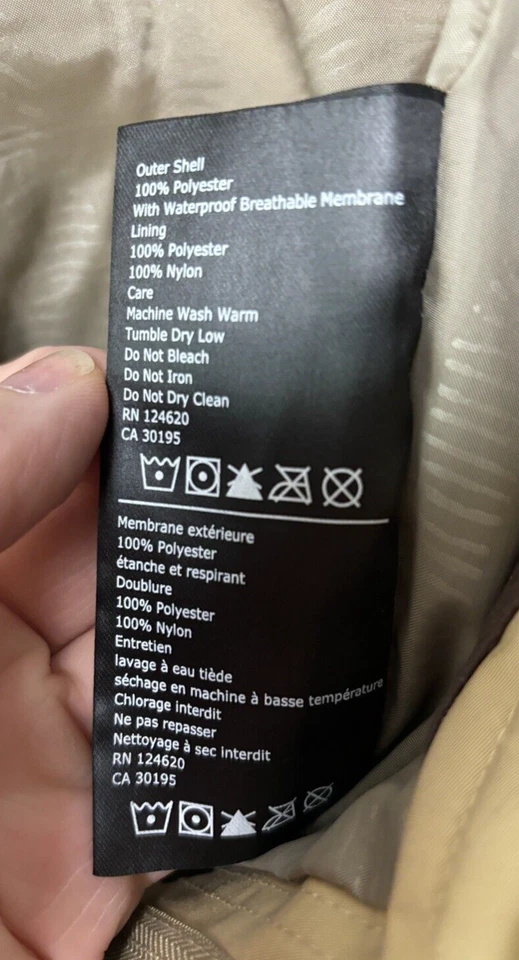 Outer Shell
100% Polyester
With Waterproof Breathable Membrane
Lining
100% Polyester
100% Nylon
Care
Machine Wash Warm
Tumble Dry Low
Do Not Bleach
Do Not Iron
Do Not Dry Clean
RN 124620
CA 30195
Membrane extérieure
100% Polyester
étanche et respirant
Doublure
100% Polyester
100% Nylon
Entretien
lavage à eau tiède
séchage en machine à basse température
Chlorage interdit
Ne pas repasser
Nettoyage à sec interdit
RN 124620
CA 30195